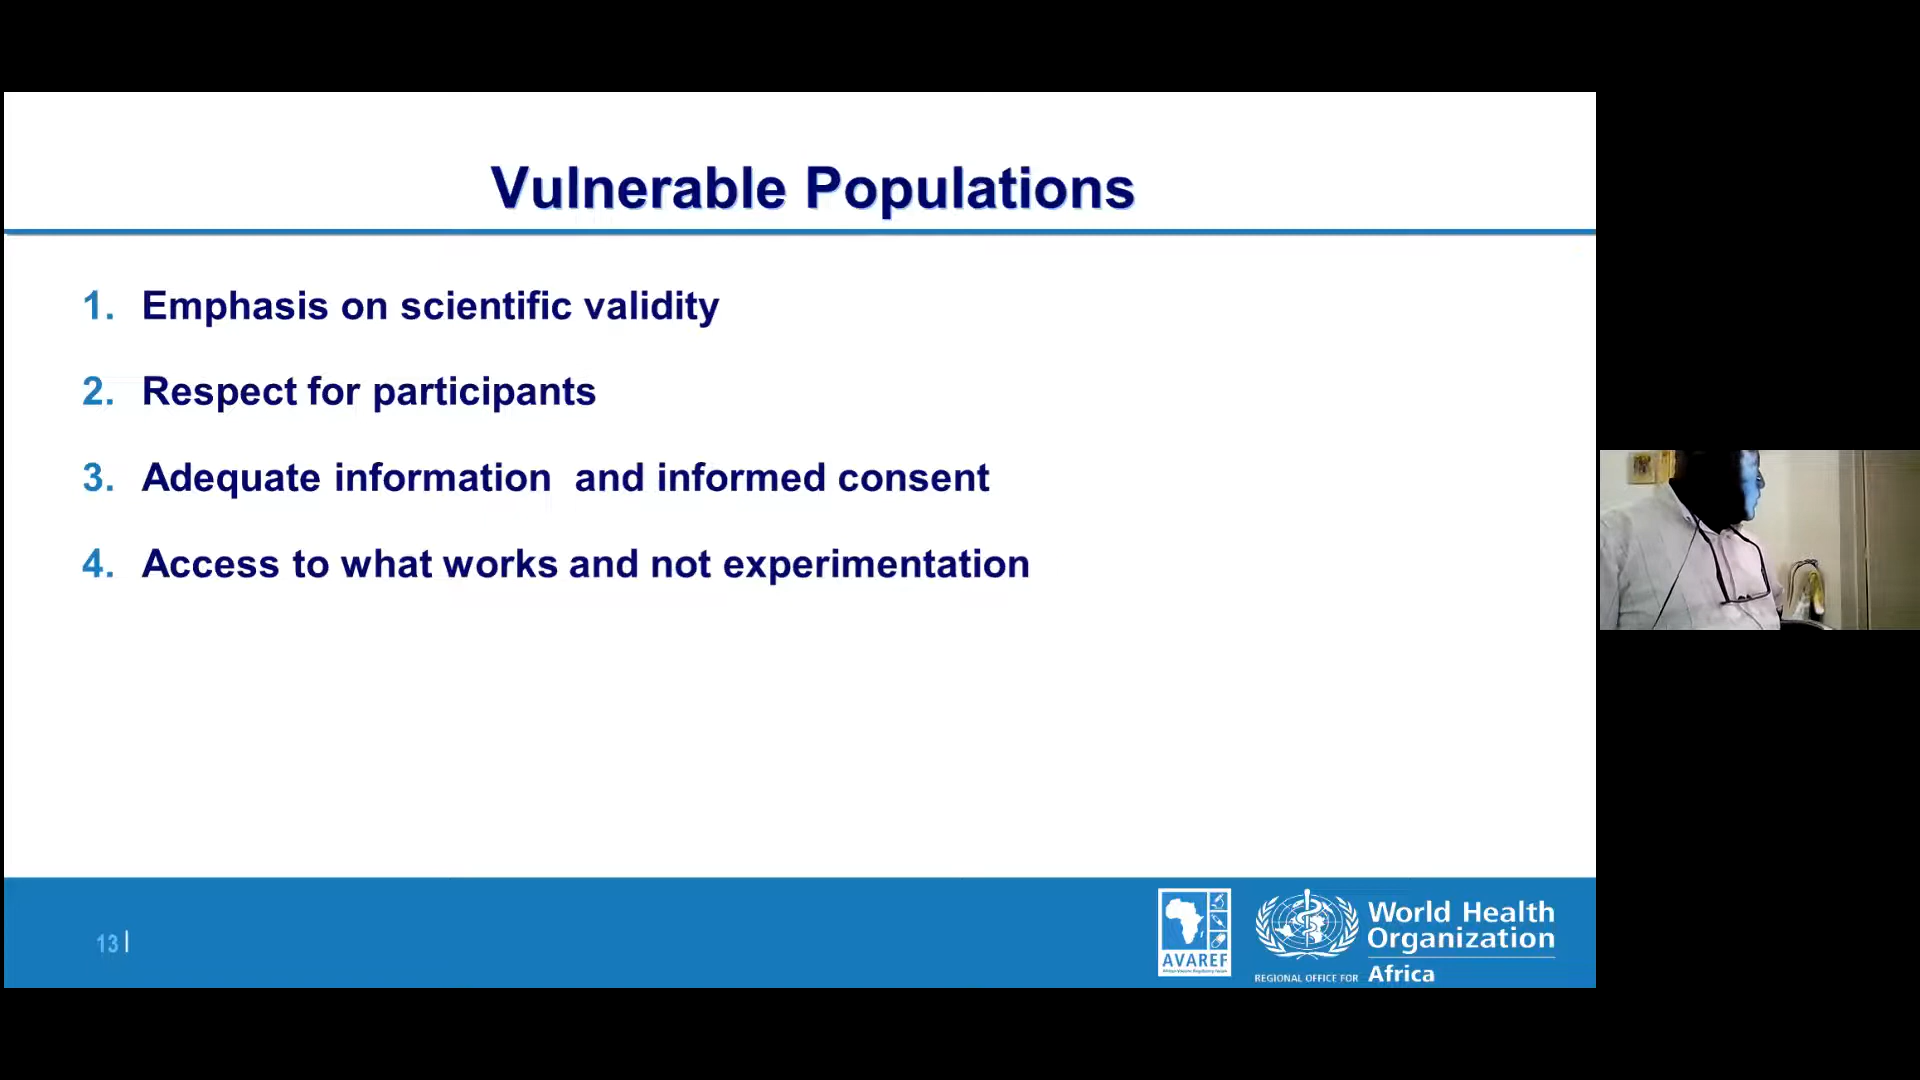 Vulnerable Populations
1. Emphasis on scientific validity
2. Respect for participants
3. Adequate information and informed consent
4. Access to what works and not experimentation
13
AVAREF
World Health
Organization
REGIONAL OFFICE FOR Africa